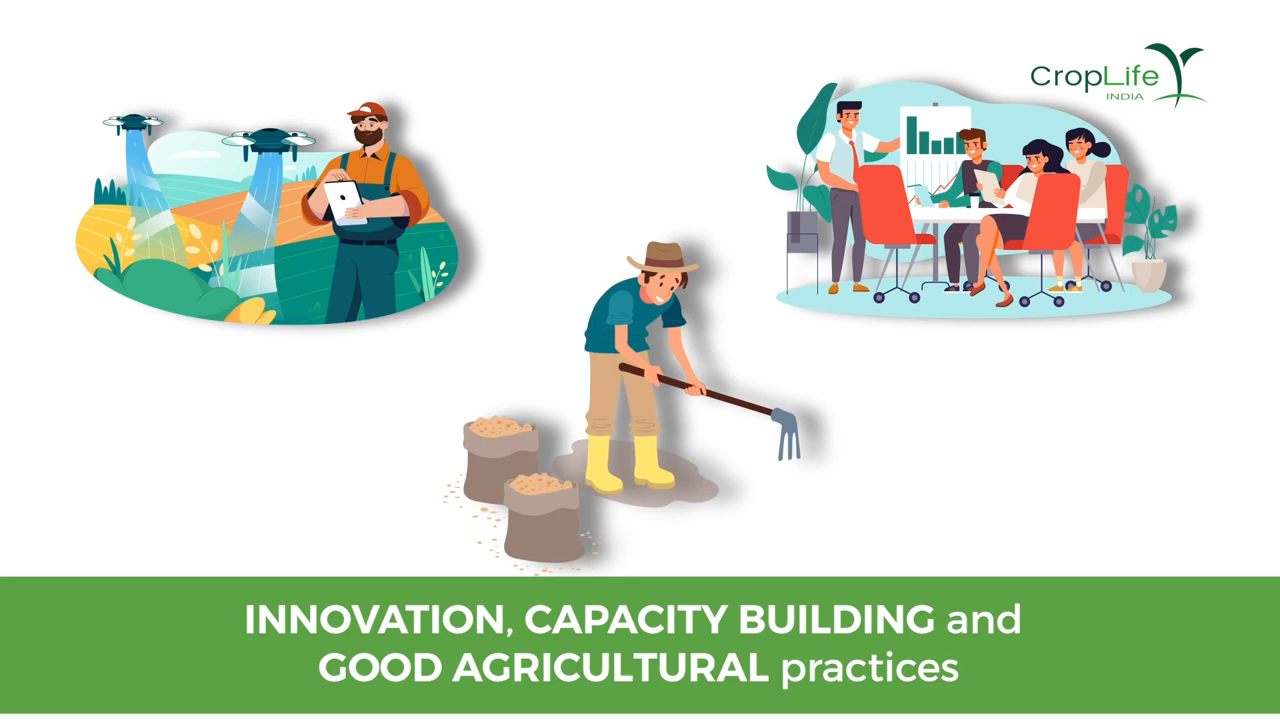 CropLife
INDIA
INNOVATION, CAPACITY BUILDING and
GOOD AGRICULTURAL practices